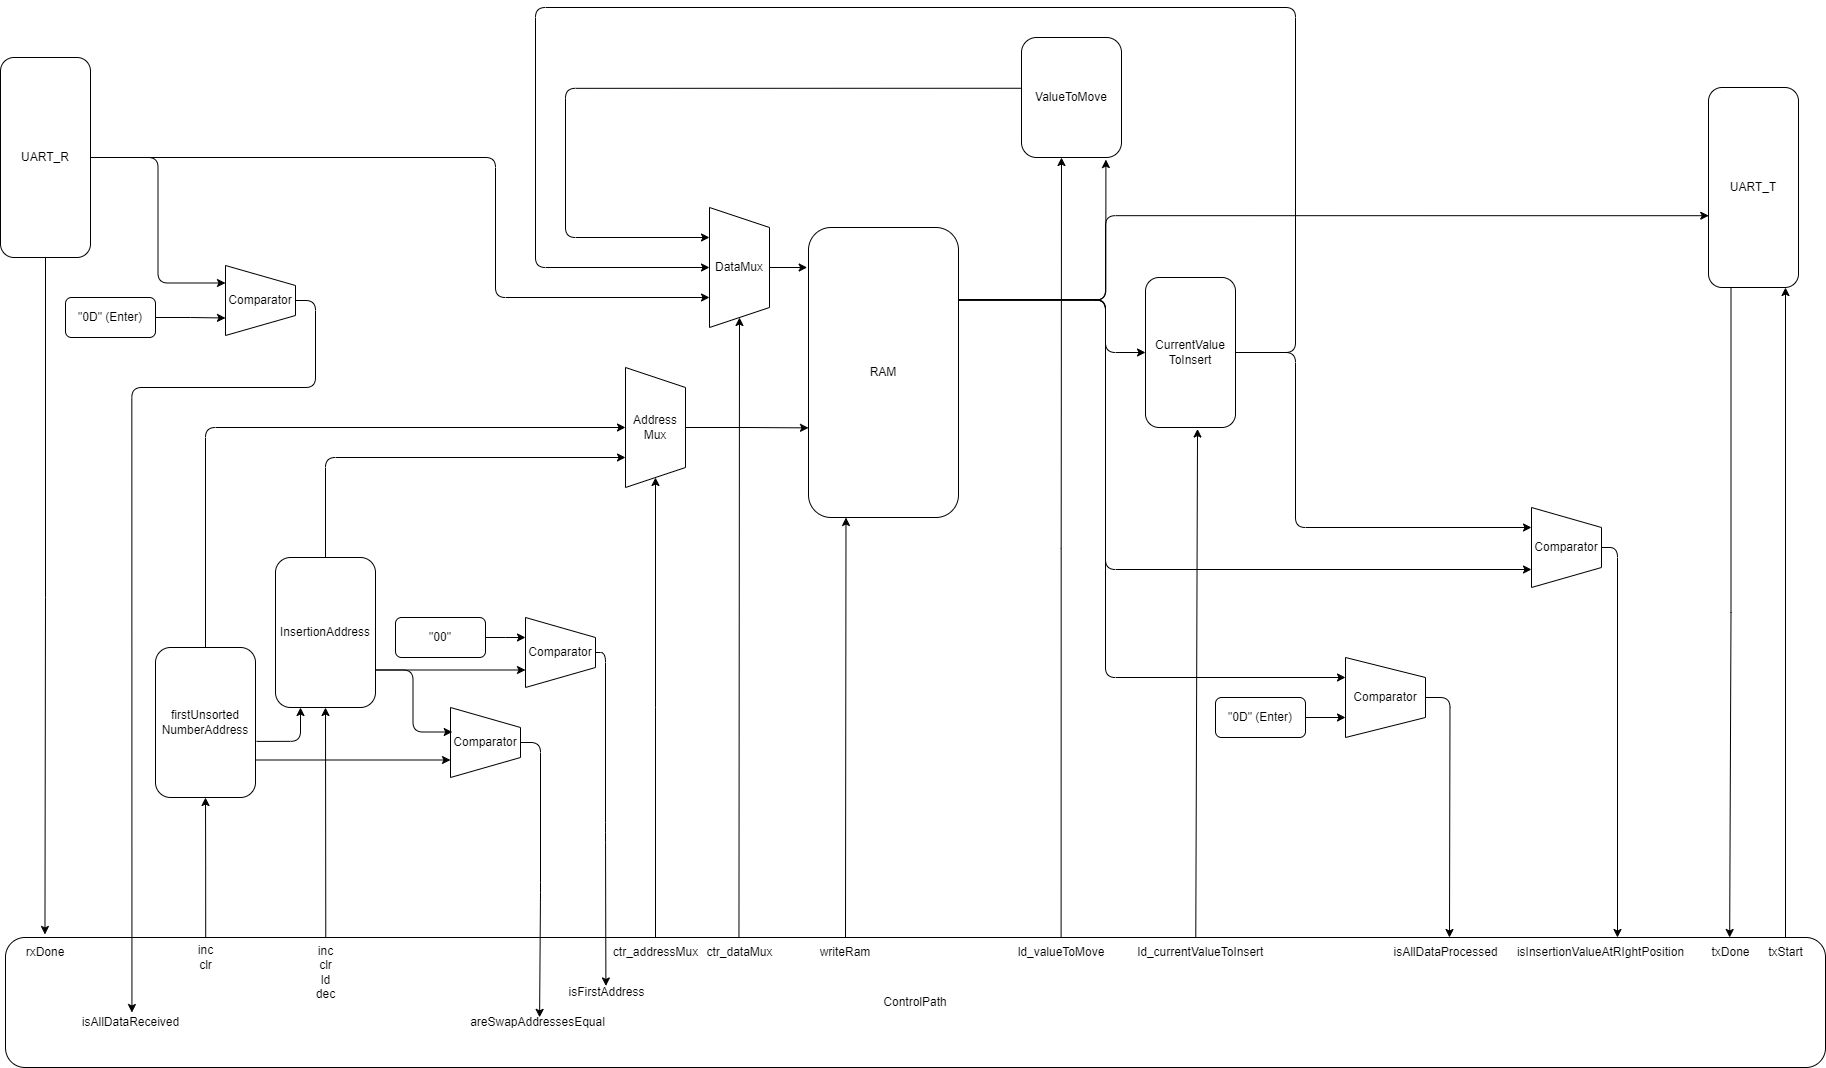 ValueToMove
UART_R
UART_T
DataMux
Comparator
"0D" (Enter)
CurrentValue
ToInsert
RAM
Address
Mux
Comparator
InsertionAddress
"00"
Comparator
firstUnsorted
NumberAddress
Comparator
Comparator
"0D" (Enter)
rxDone
inc
clr
inc
clr
ld
dec
ctr_addressMux
ctr_dataMux
writeRam
ld_valueToMove
ld_currentValueToInsert
isAllDataProcessed
isInsertionValueAtRIghtPosition
txDone
txStart
isFirstAddress
ControlPath
isAllDataReceived
areSwapAddressesEqual